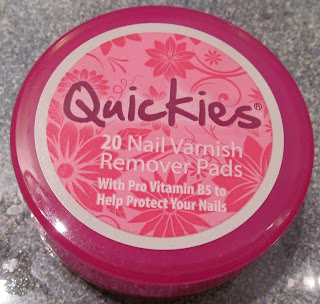 Quickies®
20 Nail Varnish
Remover Pads
With Pro Vitamin B5 to
Help Protect Your Nails